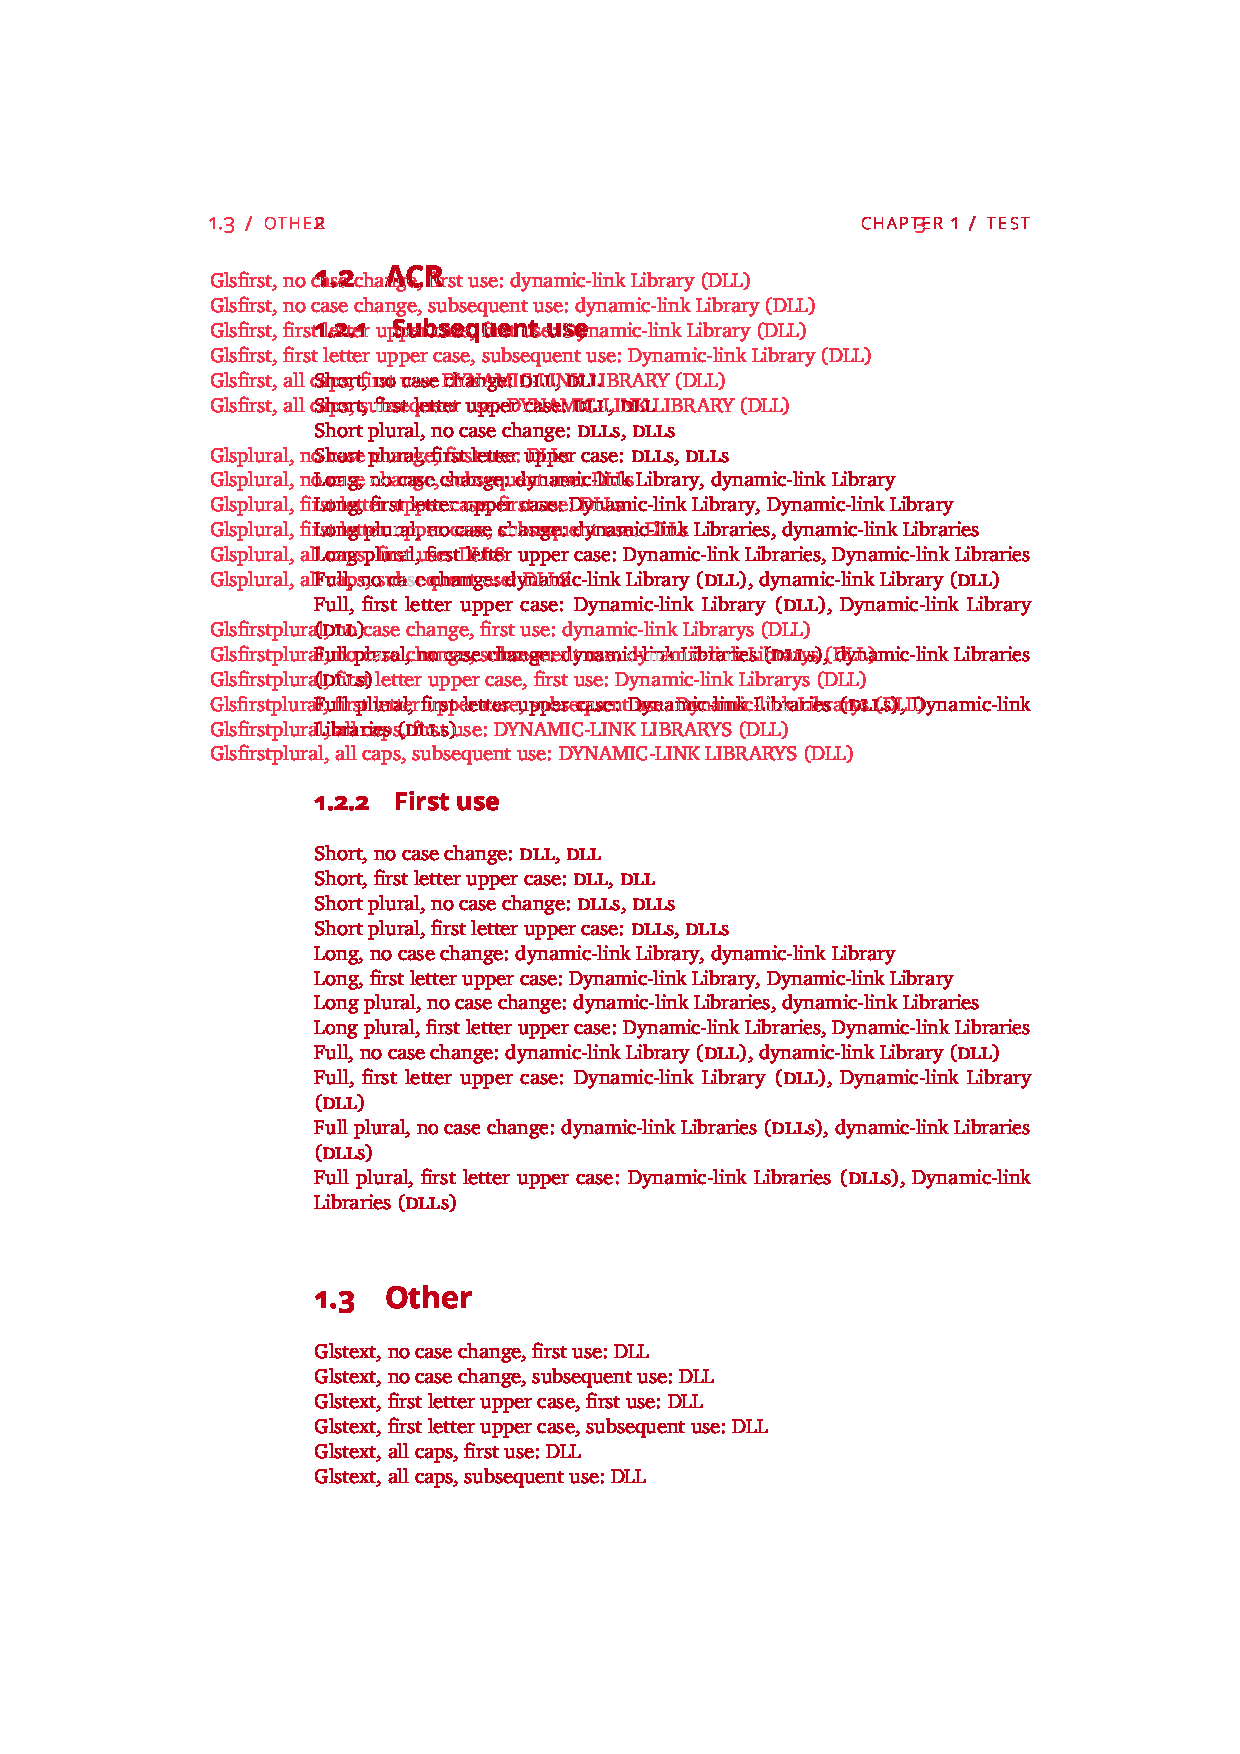 1.3 / OTHER
2
CHAPTER 1 / TEST
3
1.2 ACR
Glsfirst, no case change, first use: dynamic-link Library (DLL)
Glsfirst, no case change, subsequent use: dynamic-link Library (DLL)
1.2.1 Subsequent use
Glsfirst, first letter upper case, first use: Dynamic-link Library (DLL)
Glsfirst, first letter upper case, subsequent use: Dynamic-link Library (DLL)
Glsfirst, all caps, first use: DYNAMIC-LINK LIBRARY (DLL)
Short, no case change: DLL, DLL
Glsfirst, all caps, subsequent use: DYNAMIC-LINK LIBRARY (DLL)
Short, first letter upper case: DLL, DLL
Short plural, no case change: DLLs, DLLs
Glsplural, no case change, first use: DLLs
Short plural, first letter upper case: DLLs, DLLs
Glsplural, no case change, subsequent use: DLLs
Long, no case change: dynamic-link Library, dynamic-link Library
Glsplural, first letter upper case, first use: DLLs
Long, first letter upper case: Dynamic-link Library, Dynamic-link Library
Glsplural, first letter upper case, subsequent use: DLLs
Long plural, no case change: dynamic-link Libraries, dynamic-link Libraries
Glsplural, all caps, first use: DLLS
Long plural, first letter upper case: Dynamic-link Libraries, Dynamic-link Libraries
Glsplural, all caps, subsequent use: DLLS
Full, no case change: dynamic-link Library (DLL), dynamic-link Library (DLL)
Full, first letter upper case: Dynamic-link Library (DLL), Dynamic-link Library
(DLL)
Glsfirstplural, no case change, first use: dynamic-link Librarys (DLL)
Glsfirstplural, no case change, subsequent use: dynamic-link Librarys (DLL)
Full plural, no case change: dynamic-link Libraries (DLLs), dynamic-link Libraries
(DLLs)
Glsfirstplural, first letter upper case, first use: Dynamic-link Librarys (DLL)
Glsfirstplural, first letter upper case, subsequent use: Dynamic-link Librarys (DLL)
Full plural, first letter upper case: Dynamic-link Libraries (DLLs), Dynamic-link
Libraries (DLLs)
Glsfirstplural, all caps, first use: DYNAMIC-LINK LIBRARYS (DLL)
Glsfirstplural, all caps, subsequent use: DYNAMIC-LINK LIBRARYS (DLL)
1.2.2 First use
Short, no case change: DLL, DLL
Short, first letter upper case: DLL, DLL
Short plural, no case change: DLLs, DLLs
Short plural, first letter upper case: DLLs, DLLs
Long, no case change: dynamic-link Library, dynamic-link Library
Long, first letter upper case: Dynamic-link Library, Dynamic-link Library
Long plural, no case change: dynamic-link Libraries, dynamic-link Libraries
Long plural, first letter upper case: Dynamic-link Libraries, Dynamic-link Libraries
Full, no case change: dynamic-link Library (DLL), dynamic-link Library (DLL)
Full, first letter upper case: Dynamic-link Library (DLL), Dynamic-link Library
(DLL)
Full plural, no case change: dynamic-link Libraries (DLLs), dynamic-link Libraries
(DLLs)
Full plural, first letter upper case: Dynamic-link Libraries (DLLs), Dynamic-link
Libraries (DLLs)
1.3 Other
Glstext, no case change, first use: DLL
Glstext, no case change, subsequent use: DLL
Glstext, first letter upper case, first use: DLL
Glstext, first letter upper case, subsequent use: DLL
Glstext, all caps, first use: DLL
Glstext, all caps, subsequent use: DLL